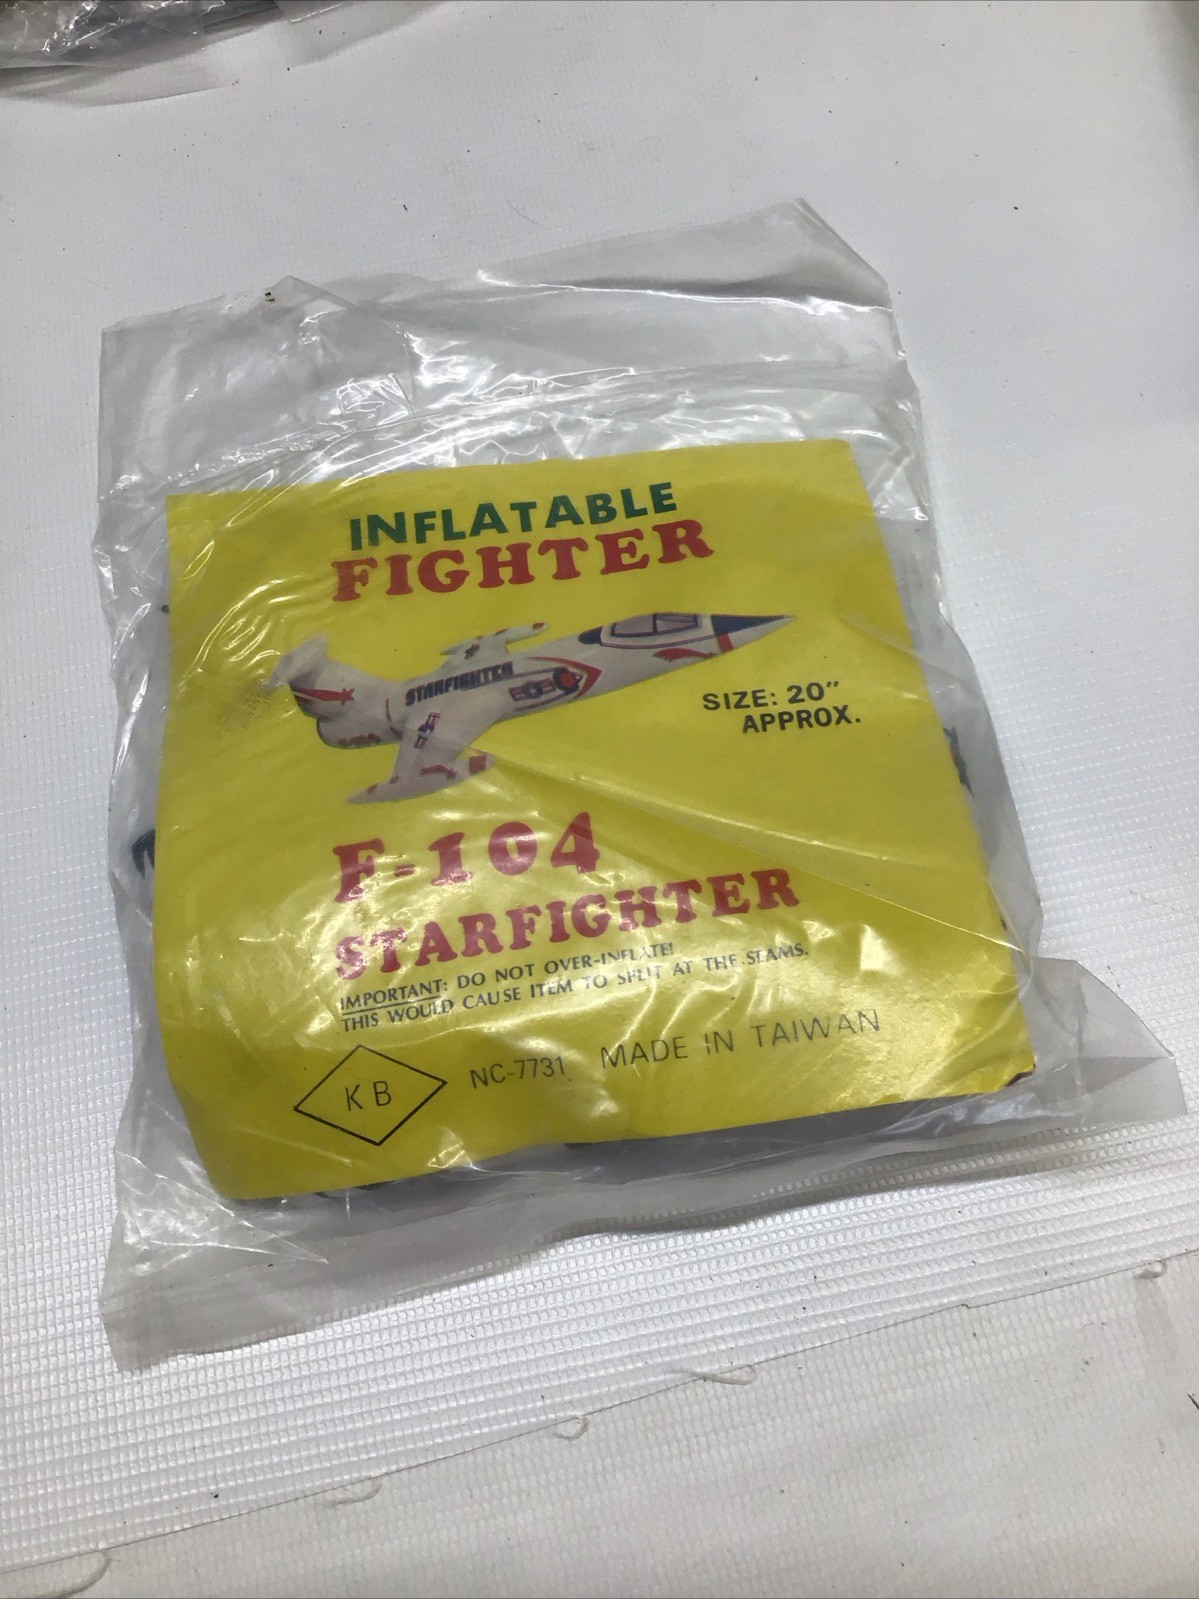 INFLATABLE
FIGHTER
STARFIGHTER
SIZE: 20"
APPROX.
F-104
STARFIGHTER
IMPORTANT: DO NOT OVER-INFLATE!
THIS WOULD CAUSE ITEM TO SPLIT AT THE SEAMS.
KB NC-7731 MADE IN TAIWAN